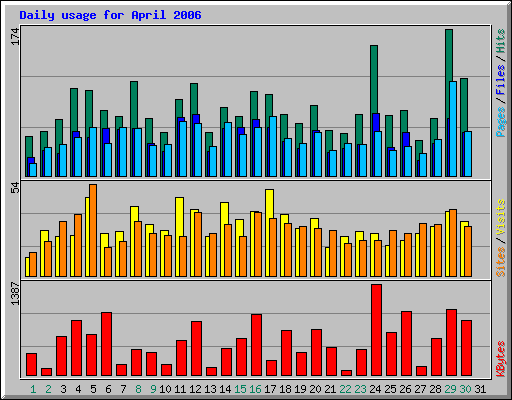 Daily usage for April 2006
174
Pages / Files / Hits
54
Sites / Visits
1387
KBytes
1 2 3 4 5 6 7 8 9 10 11 12 13 14 15 16 17 18 19 20 21 22 23 24 25 26 27 28 29 30 31